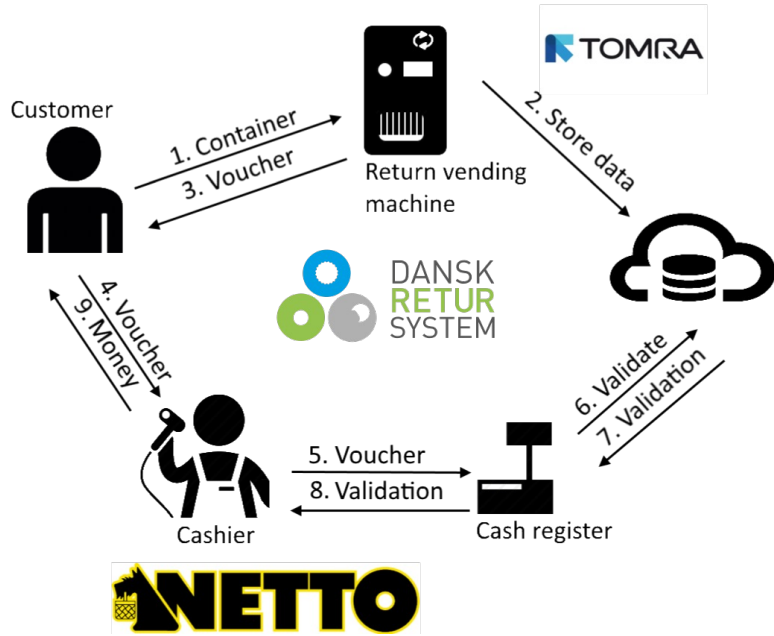 TOMRA
Customer
1. Container
3. Voucher
2. Store data
Return vending
machine
DANSK
RETUR
SYSTEM
4. Voucher
9. Money
6. Validate
7. Validation
5. Voucher
8. Validation
Cashier
Cash register
NETTO